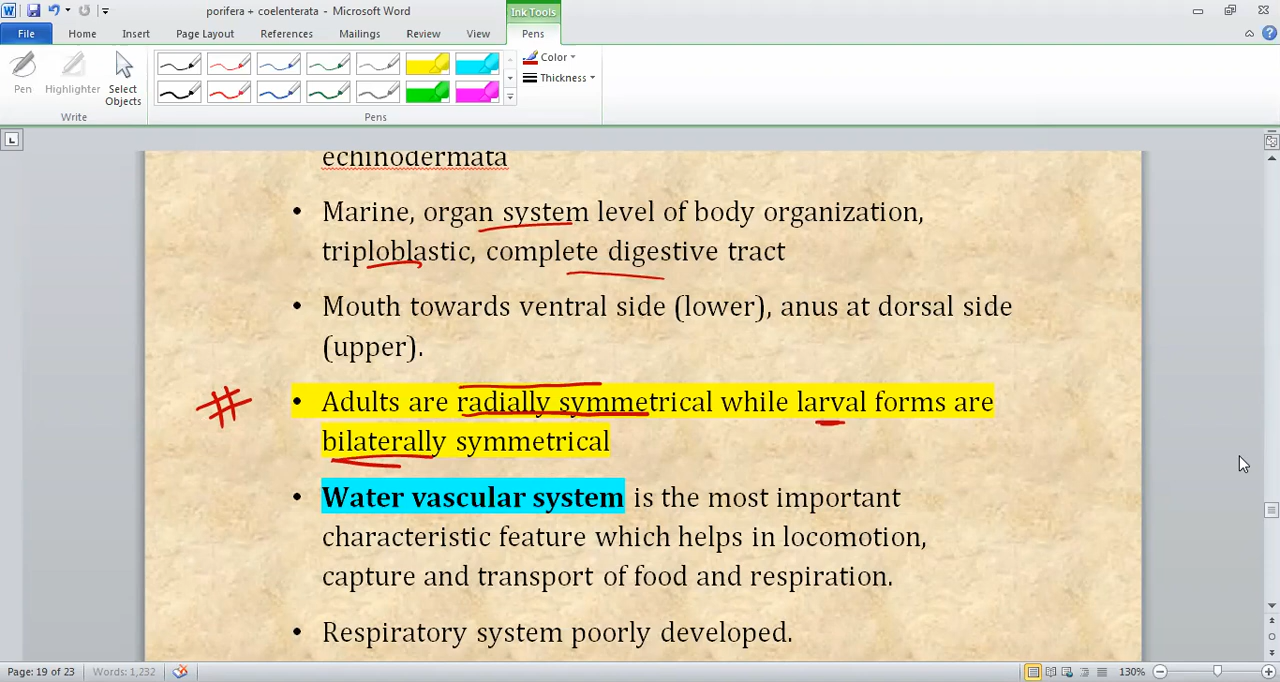 porifera + coelenterata - Microsoft Word
Ink Tools
File Home Insert Page Layout References Mailings Review View Pens
Color
Thickness
Pen Highlighter Select Objects
Write Pens
echinodermata
• Marine, organ system level of body organization,
triploblastic, complete digestive tract
• Mouth towards ventral side (lower), anus at dorsal side
(upper).
# • Adults are radially symmetrical while larval forms are
bilaterally symmetrical
• Water vascular system is the most important
characteristic feature which helps in locomotion,
capture and transport of food and respiration.
• Respiratory system poorly developed.
Page: 19 of 23 Words: 1,232 130%